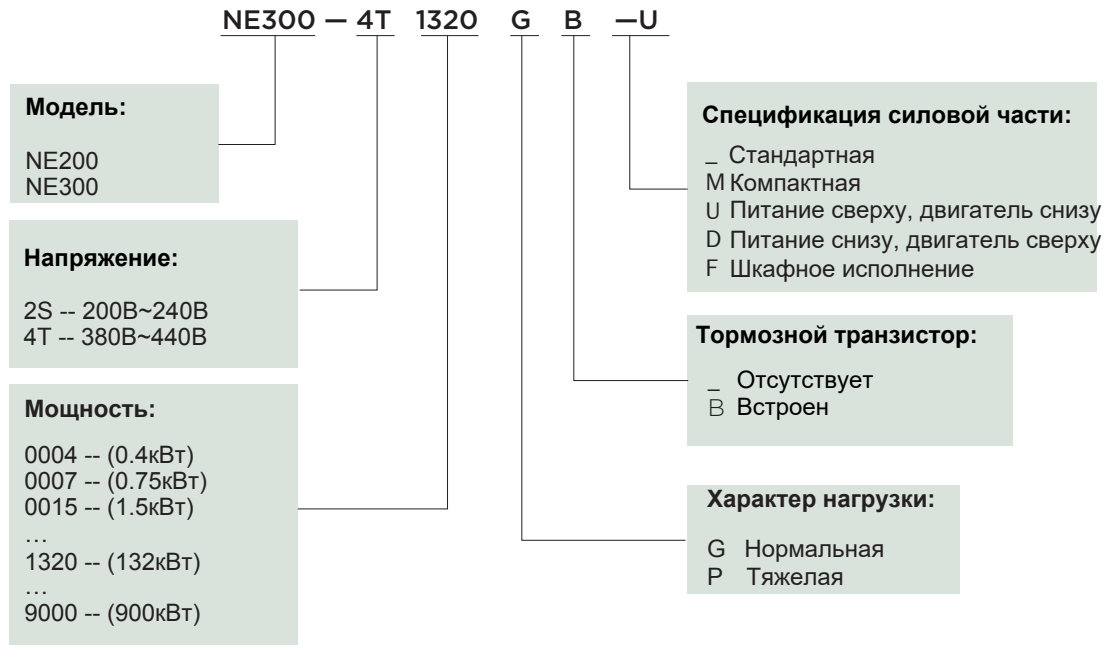 NE300 — 4T 1320 G B —U
Модель:
NE200
NE300
Напряжение:
2S -- 200В~240В
4T -- 380В~440В
Мощность:
0004 -- (0.4кВт)
0007 -- (0.75кВт)
0015 -- (1.5кВт)
…
1320 -- (132кВт)
…
9000 -- (900кВт)
Спецификация силовой части:
_ Стандартная
M Компактная
U Питание сверху, двигатель снизу
D Питание снизу, двигатель сверху
F Шкафное исполнение
Тормозной транзистор:
_ Отсутствует
B Встроен
Характер нагрузки:
G Нормальная
P Тяжелая